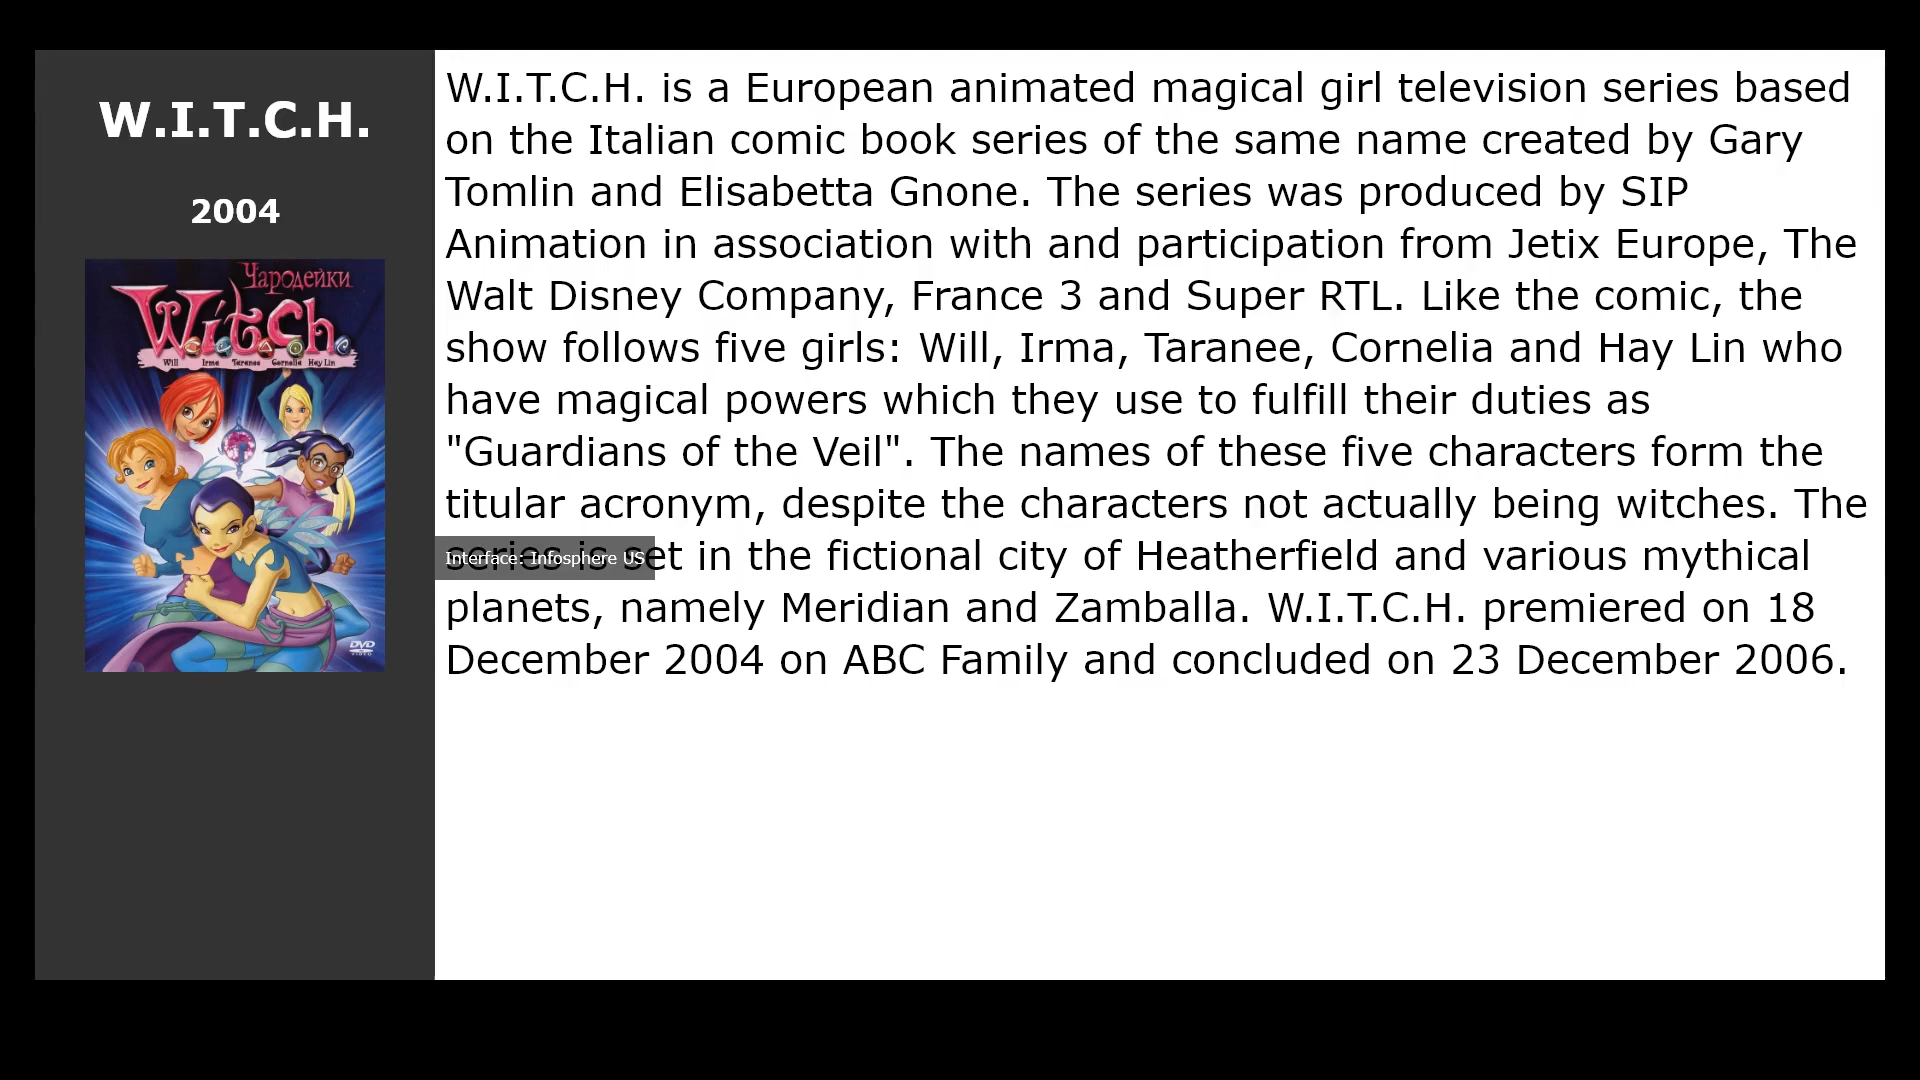 W.I.T.C.H.
2004
Чародейки
W.i.t.c.h.
Will Irma Taranee Cornelia Hay Lin
DVD
VIDEO
W.I.T.C.H. is a European animated magical girl television series based
on the Italian comic book series of the same name created by Gary
Tomlin and Elisabetta Gnone. The series was produced by SIP
Animation in association with and participation from Jetix Europe, The
Walt Disney Company, France 3 and Super RTL. Like the comic, the
show follows five girls: Will, Irma, Taranee, Cornelia and Hay Lin who
have magical powers which they use to fulfill their duties as
"Guardians of the Veil". The names of these five characters form the
titular acronym, despite the characters not actually being witches. The
series is set in the fictional city of Heatherfield and various mythical
Interface: Infosphere US
planets, namely Meridian and Zamballa. W.I.T.C.H. premiered on 18
December 2004 on ABC Family and concluded on 23 December 2006.